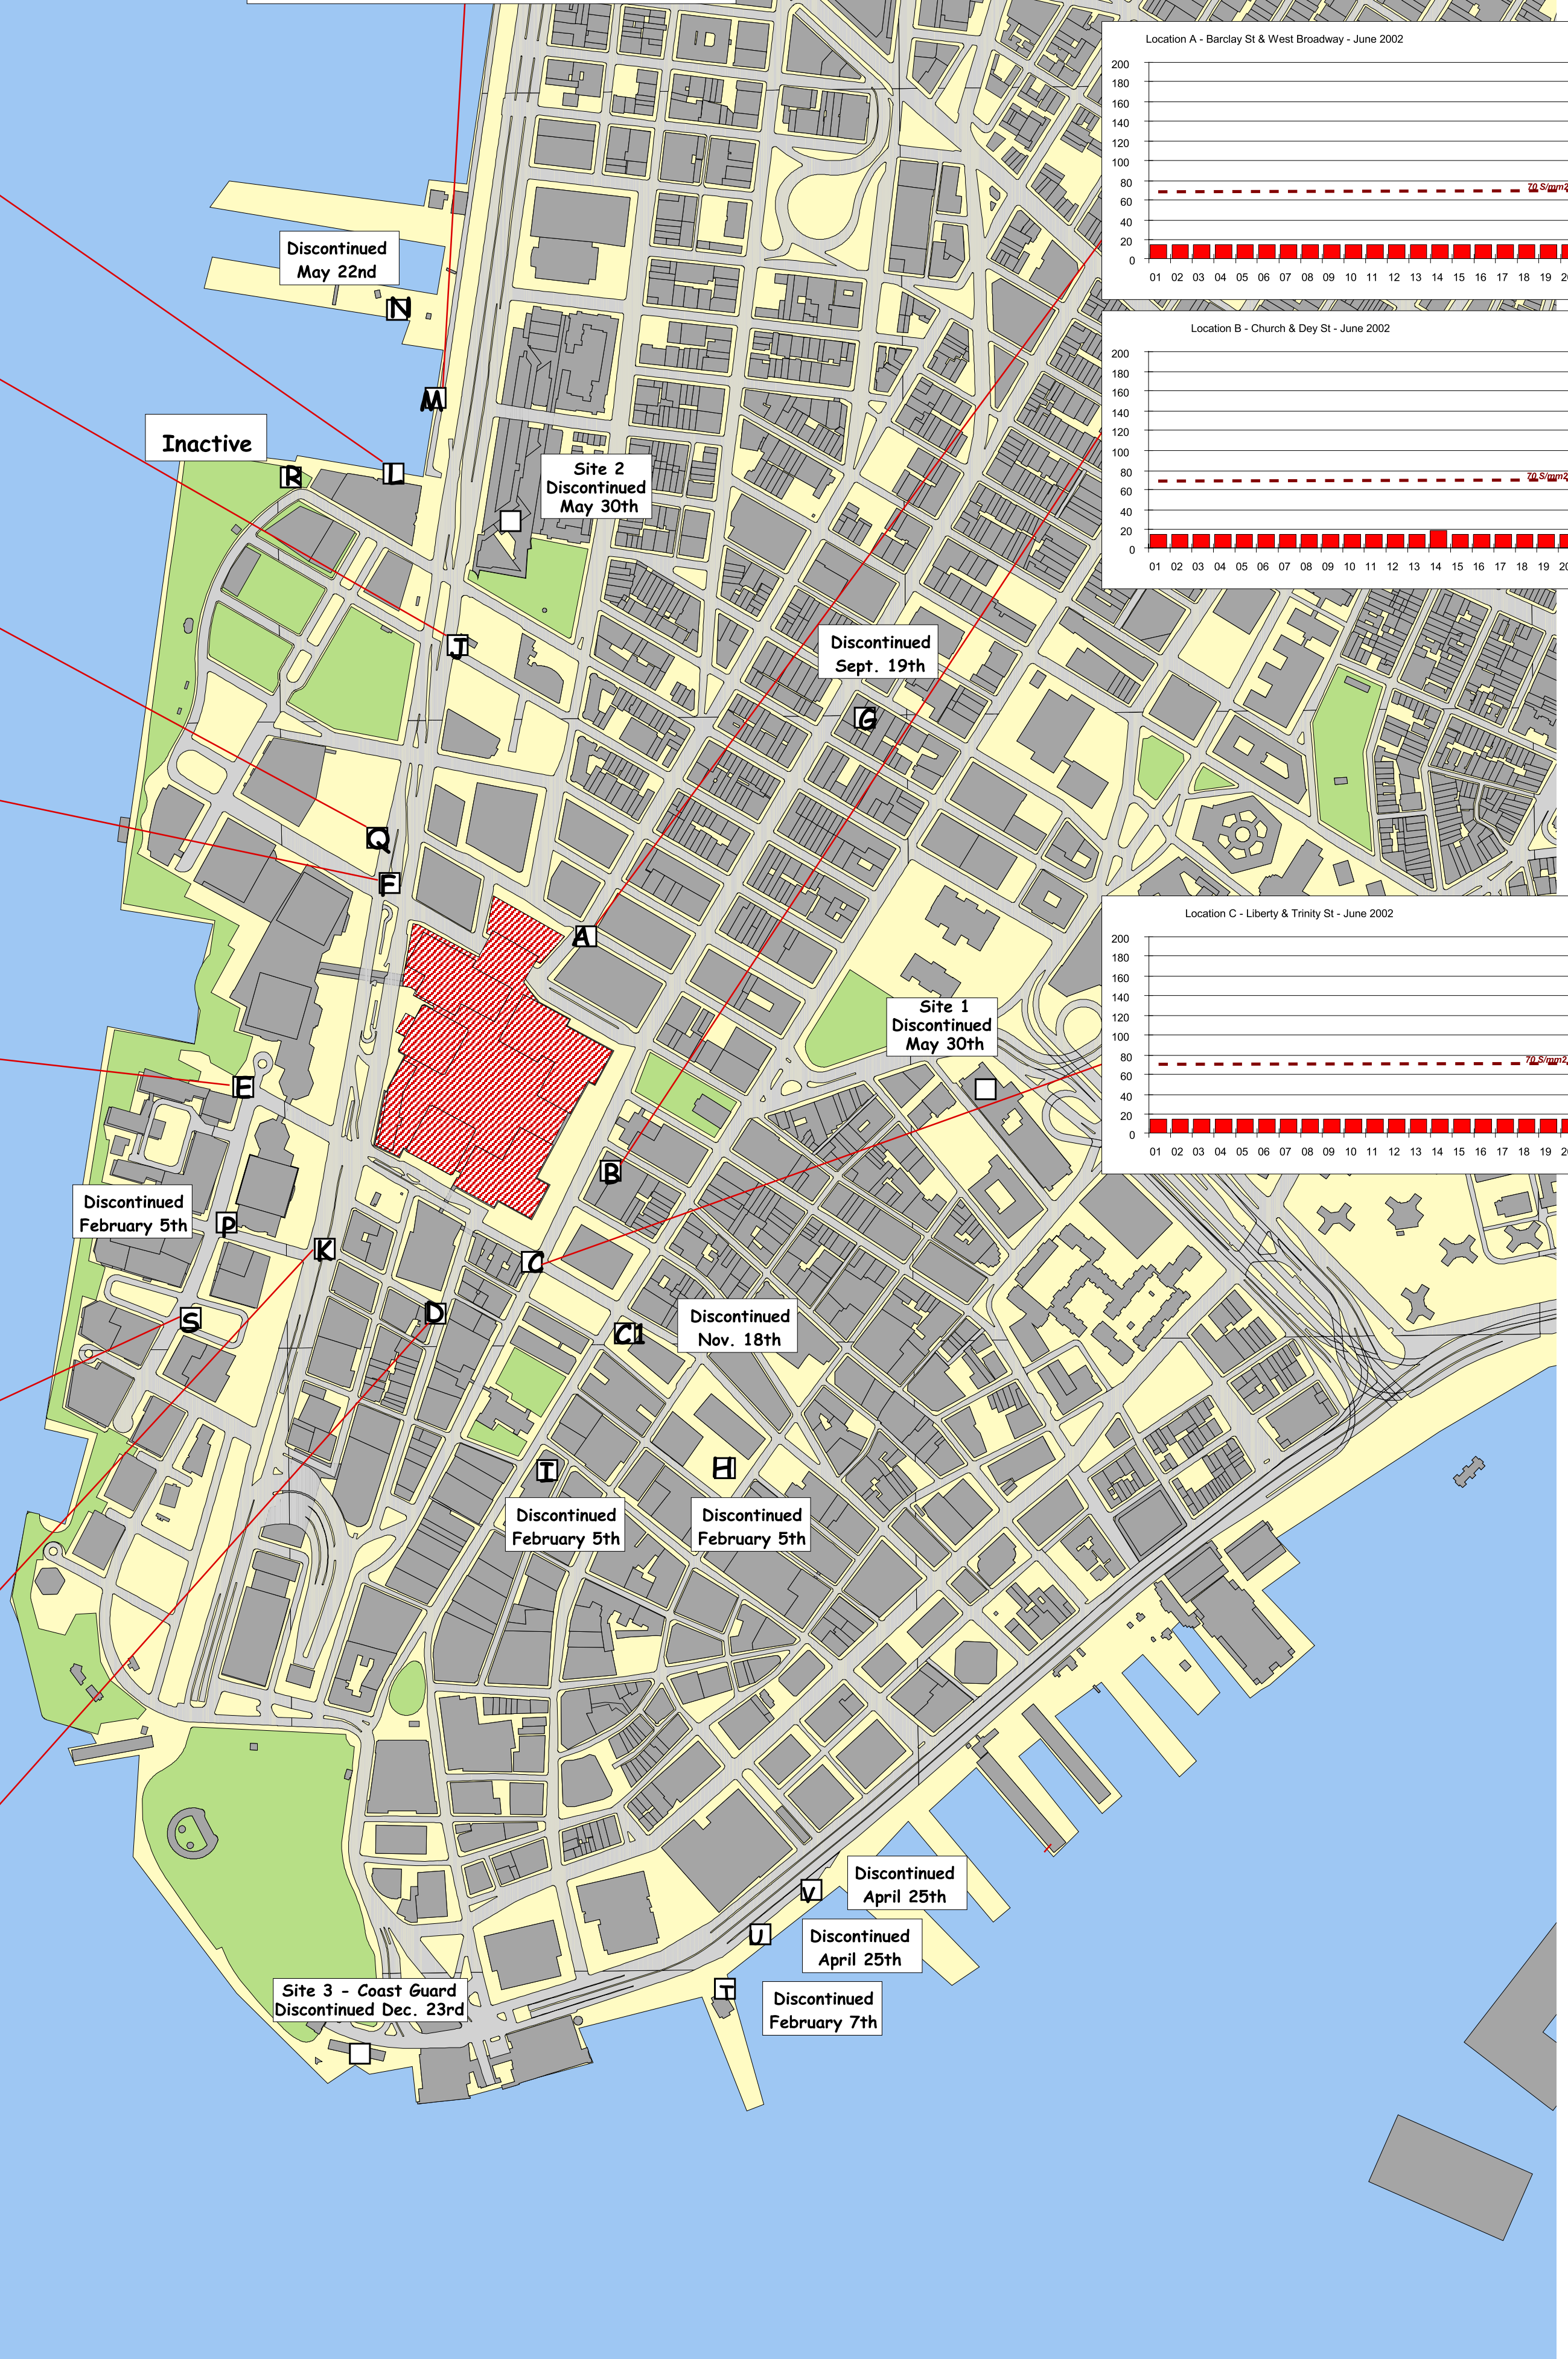 Location A - Barclay St & West Broadway - June 2002
200
180
160
140
120
100
80
60
40
20
0
70 S/mm2
01 02 03 04 05 06 07 08 09 10 11 12 13 14 15 16 17 18 19
Discontinued
May 22nd
N
Location B - Church & Dey St - June 2002
200
180
160
140
120
100
80
60
40
20
0
70 S/mm2
01 02 03 04 05 06 07 08 09 10 11 12 13 14 15 16 17 18 19
M
Inactive
R
L
Site 2
Discontinued
May 30th
J
Discontinued
Sept. 19th
G
Q
F
A
Location C - Liberty & Trinity St - June 2002
200
180
160
140
120
100
80
60
40
20
0
70 S/mm2
01 02 03 04 05 06 07 08 09 10 11 12 13 14 15 16 17 18 19
Site 1
Discontinued
May 30th
E
B
Discontinued
February 5th
P
K
C
S
D
C1
Discontinued
Nov. 18th
I
H
Discontinued
February 5th
Discontinued
February 5th
V
Discontinued
April 25th
U
Discontinued
April 25th
T
Discontinued
February 7th
Site 3 - Coast Guard
Discontinued Dec. 23rd